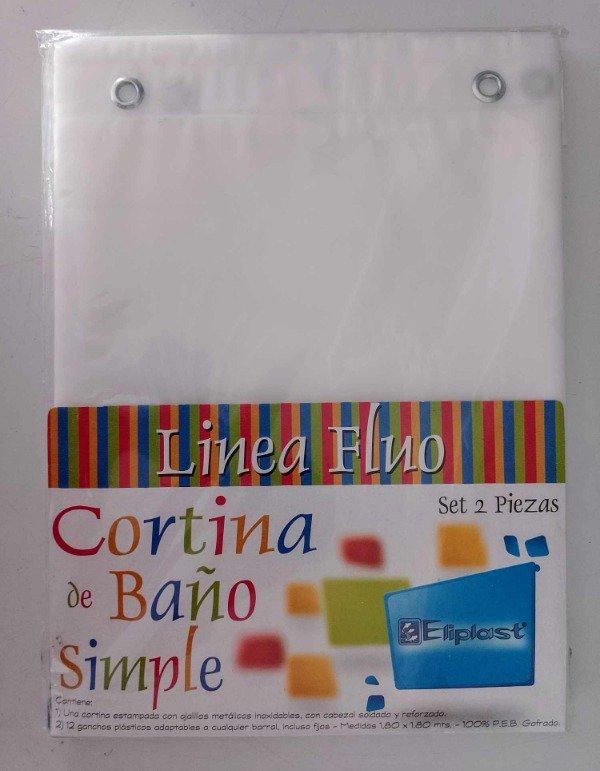 Linea Fluo
Set 2 Piezas
Cortina
de Baño
Simple
Eliplast
Contiene:
1) Una cortina estampada con ojalillos metálicos inoxidables, con cabezal soldado y reforzado.
2) 12 ganchos plásticos adaptables a cualquier barral, incluso fijos - Medidas 1,80 x 1,80 mts. - 100% P.E.B. Gofrado.